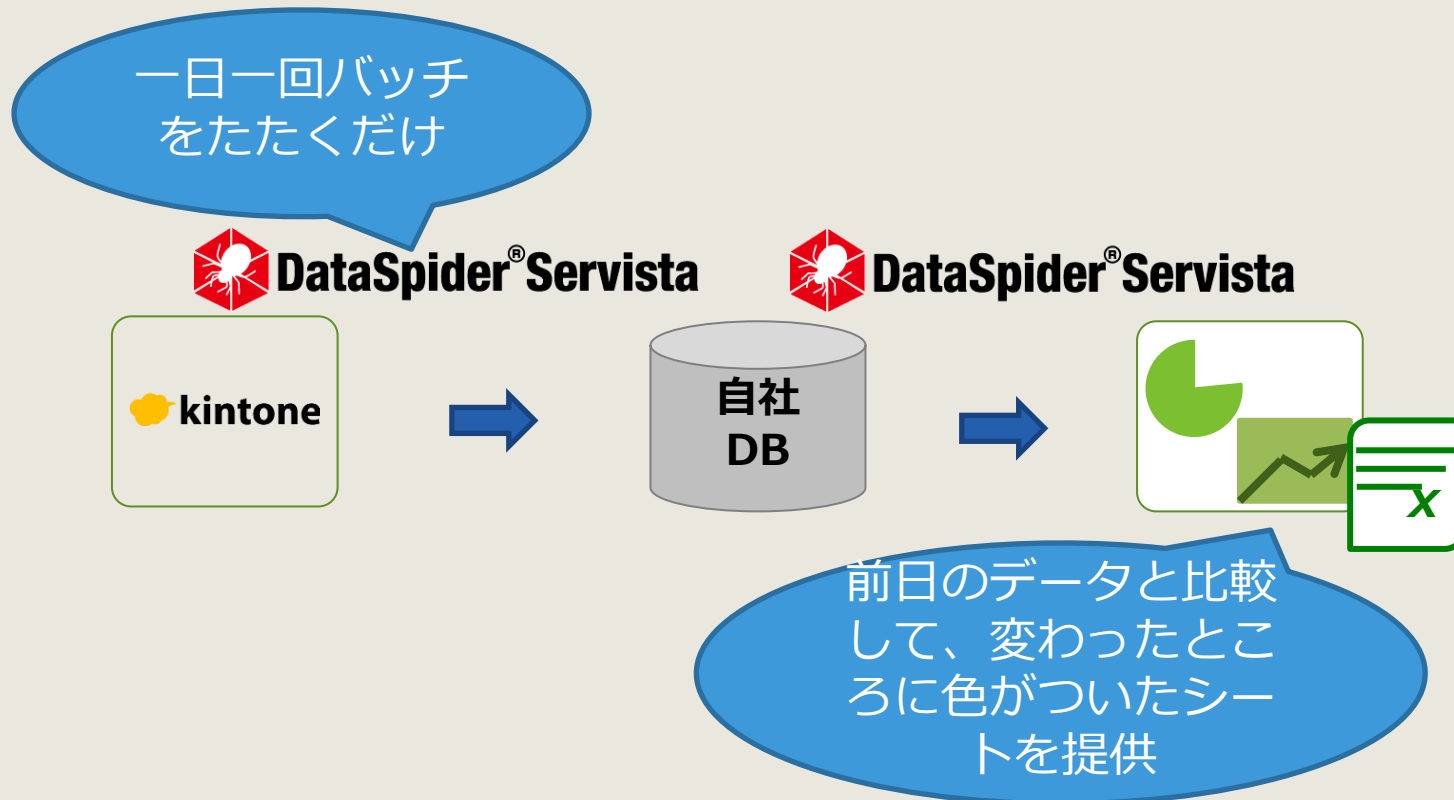 一日一回バッチ
をたたくだけ
DataSpider®Servista
DataSpider®Servista
kintone
自社
DB
X
前日のデータと比較
して、変わったとこ
ろに色がついたシー
トを提供